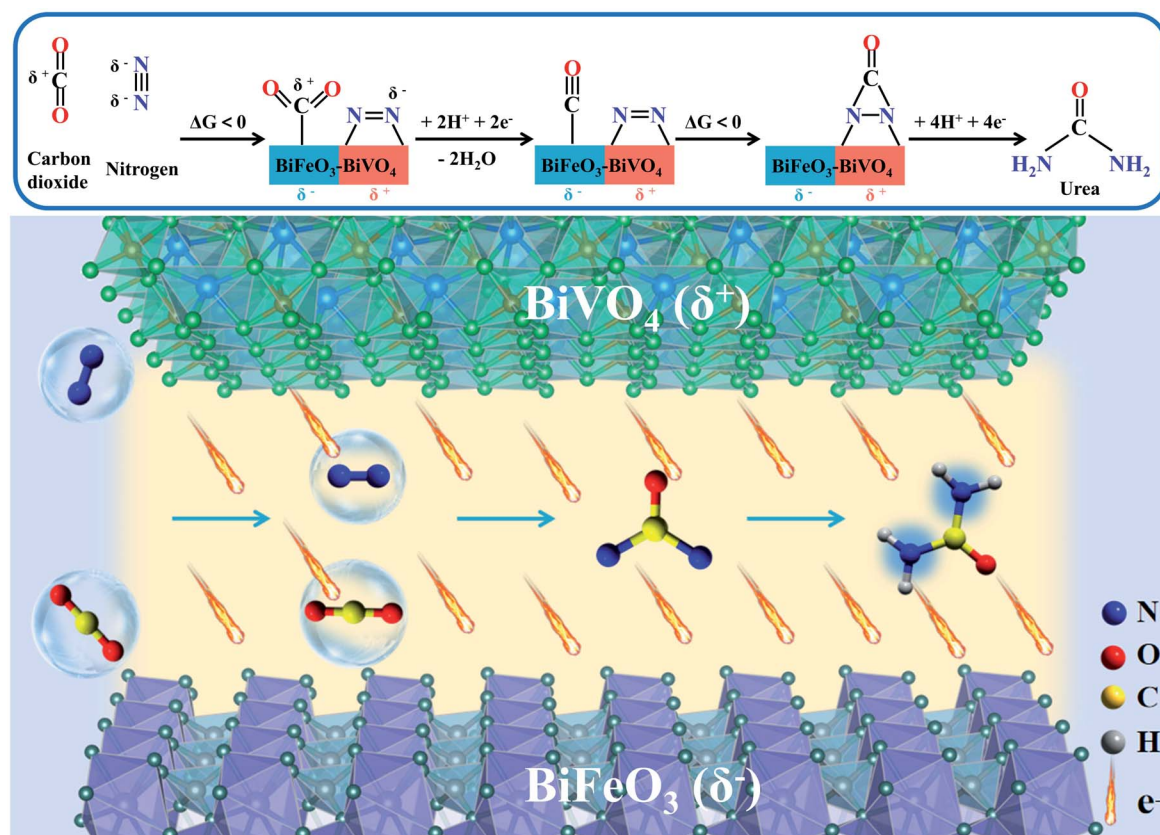 O
C
O
δ⁺
Carbon
dioxide
δ⁻ N
δ⁻ N
Nitrogen
ΔG < 0
O δ⁺ O
C
N=N δ⁻
BiFeO₃-BiVO₄
δ⁻ δ⁺
+ 2H⁺ + 2e⁻
- 2H₂O
O
C
N=N
BiFeO₃-BiVO₄
δ⁻ δ⁺
ΔG < 0
O
C
N-N
BiFeO₃-BiVO₄
δ⁻ δ⁺
+ 4H⁺ + 4e⁻
O
C
H₂N NH₂
Urea
BiVO₄ (δ⁺)
N
O
C
H
e⁻
BiFeO₃ (δ⁻)